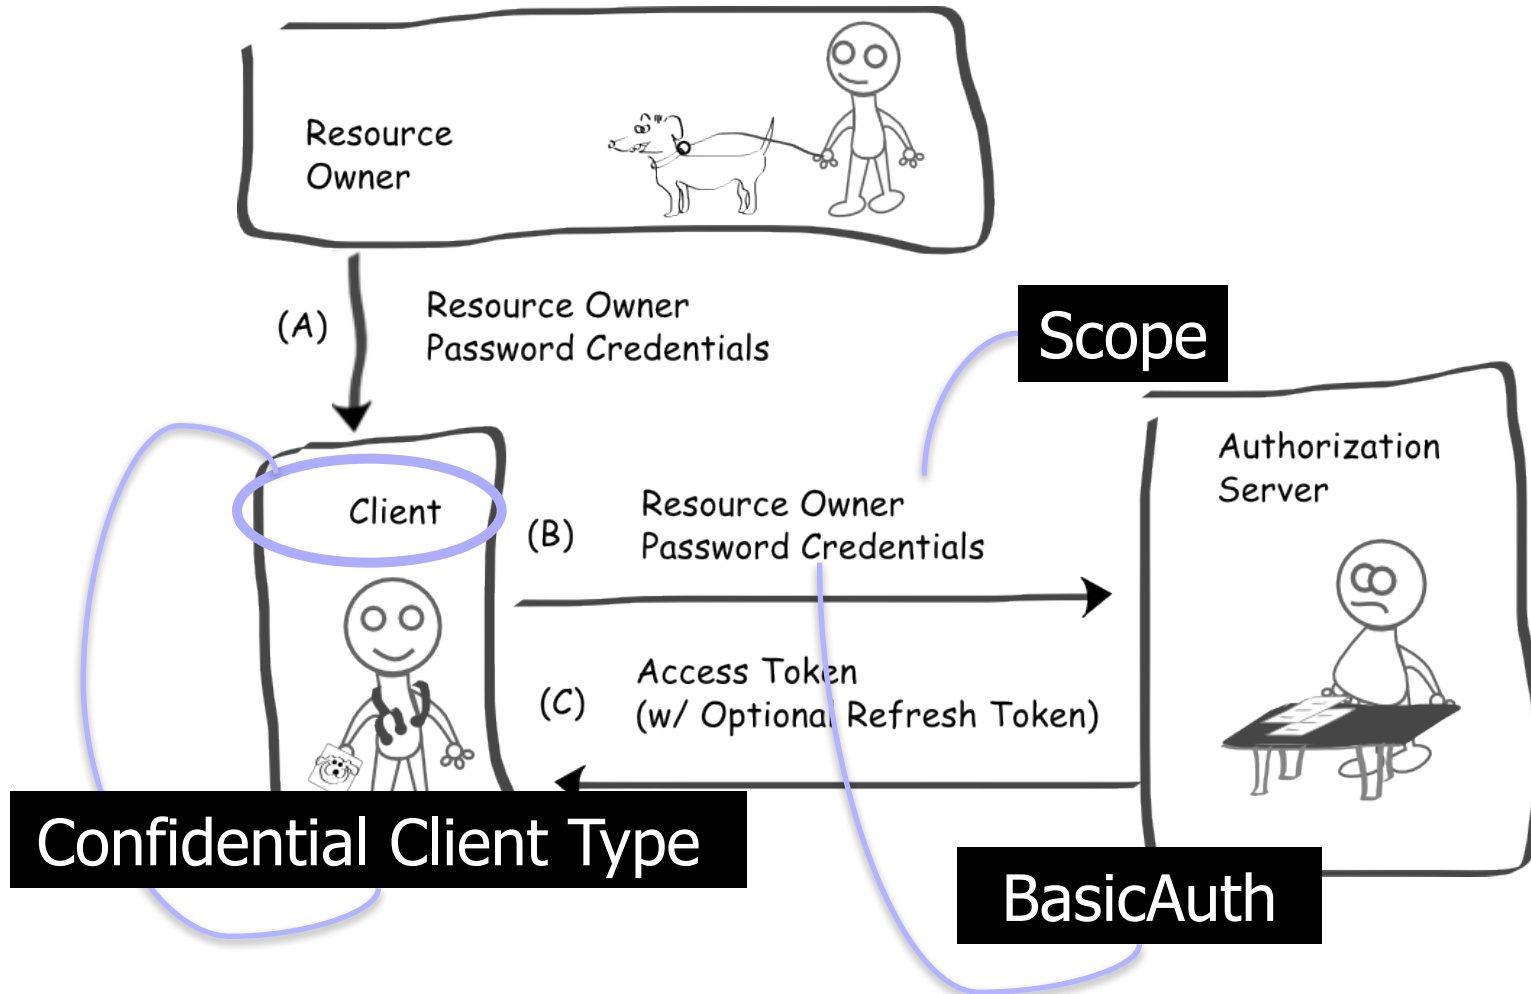 Resource
Owner
(A)
Resource Owner
Password Credentials
Scope
Authorization
Server
Client
(B)
Resource Owner
Password Credentials
(C)
Access Token
(w/ Optional Refresh Token)
Confidential Client Type
BasicAuth